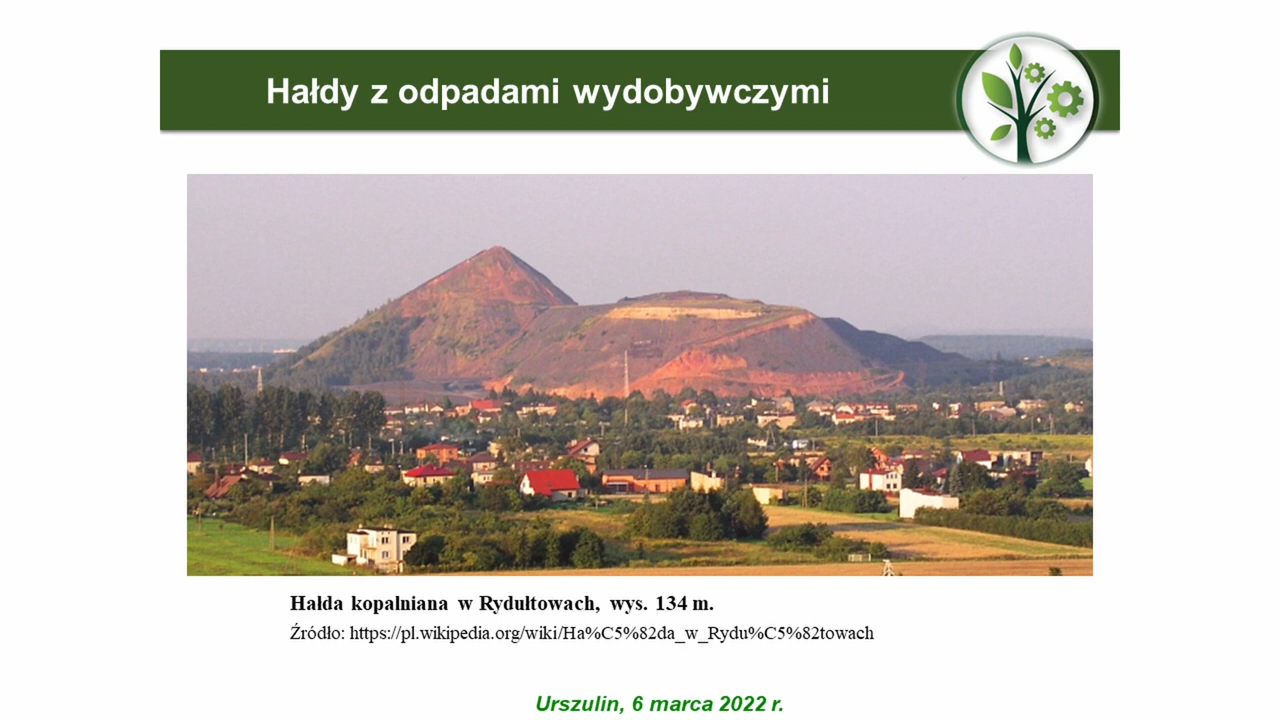 Hałdy z odpadami wydobywczymi
Hałda kopalniana w Rydułtowach, wys. 134 m.
Źródło: https://pl.wikipedia.org/wiki/Ha%C5%82da_w_Rydu%C5%82towach
Urszulin, 6 marca 2022 r.